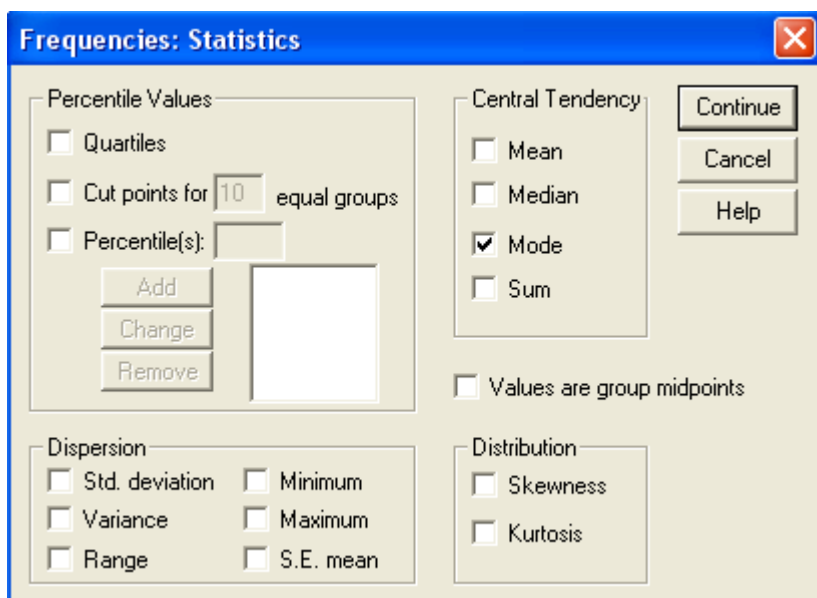 Frequencies: Statistics
Percentile Values
Quartiles
Cut points for 10 equal groups
Percentile(s):
Add
Change
Remove
Central Tendency
Mean
Median
Mode
Sum
Continue
Cancel
Help
Values are group midpoints
Dispersion
Std. deviation Minimum
Variance Maximum
Range S.E. mean
Distribution
Skewness
Kurtosis